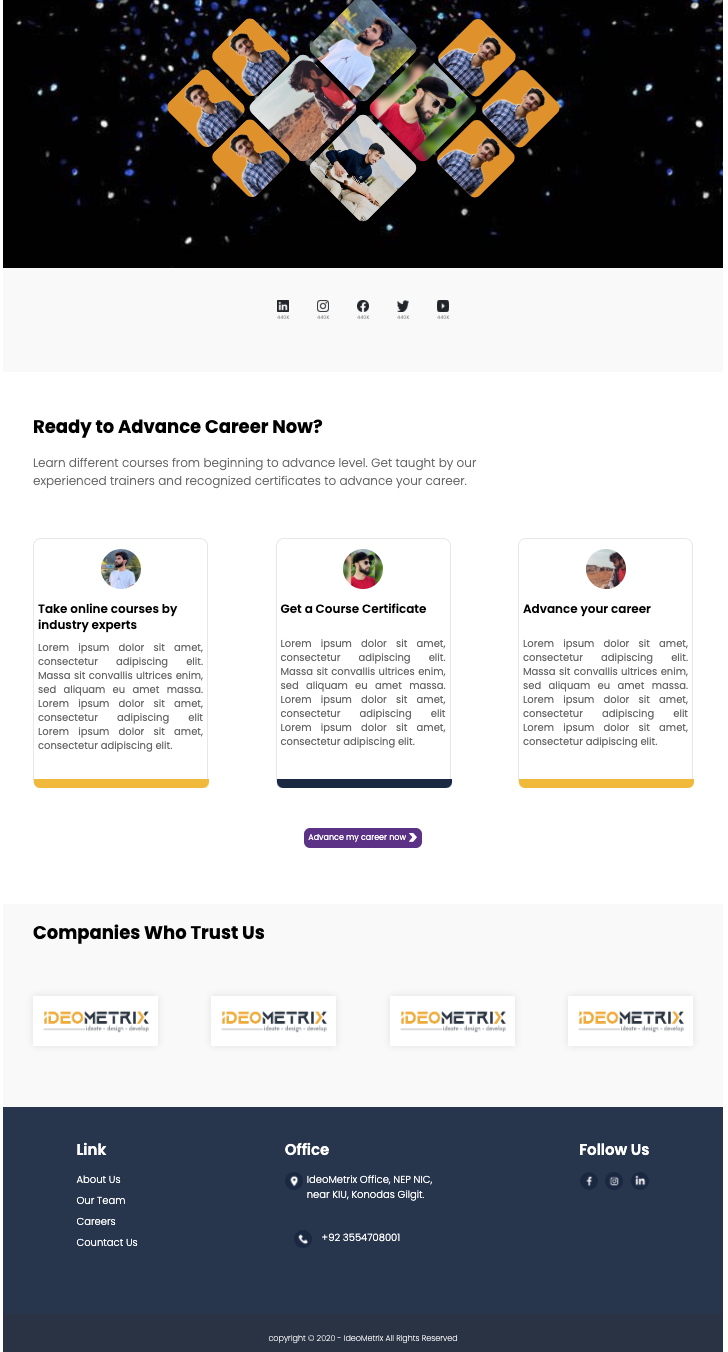 440K 440K 440K 440K 440K
Ready to Advance Career Now?
Learn different courses from beginning to advance level. Get taught by our
experienced trainers and recognized certificates to advance your career.
Take online courses by
industry experts
Lorem ipsum dolor sit amet,
consectetur adipiscing elit.
Massa sit convallis ultrices enim,
sed aliquam eu amet massa.
Lorem ipsum dolor sit amet,
consectetur adipiscing elit
Lorem ipsum dolor sit amet,
consectetur adipiscing elit.
Get a Course Certificate
Lorem ipsum dolor sit amet,
consectetur adipiscing elit.
Massa sit convallis ultrices enim,
sed aliquam eu amet massa.
Lorem ipsum dolor sit amet,
consectetur adipiscing elit
Lorem ipsum dolor sit amet,
consectetur adipiscing elit.
Advance your career
Lorem ipsum dolor sit amet,
consectetur adipiscing elit.
Massa sit convallis ultrices enim,
sed aliquam eu amet massa.
Lorem ipsum dolor sit amet,
consectetur adipiscing elit
Lorem ipsum dolor sit amet,
consectetur adipiscing elit.
Advance my career now
Companies Who Trust Us
IDEOMETRIX
ideate - design - develop
IDEOMETRIX
ideate - design - develop
IDEOMETRIX
ideate - design - develop
IDEOMETRIX
ideate - design - develop
Link
About Us
Our Team
Careers
Countact Us
Office
IdeoMetrix Office, NEP NIC,
near KIU, Konodas Gilgit.
+92 3554708001
Follow Us
copyright © 2020 - IdeoMetrix All Rights Reserved